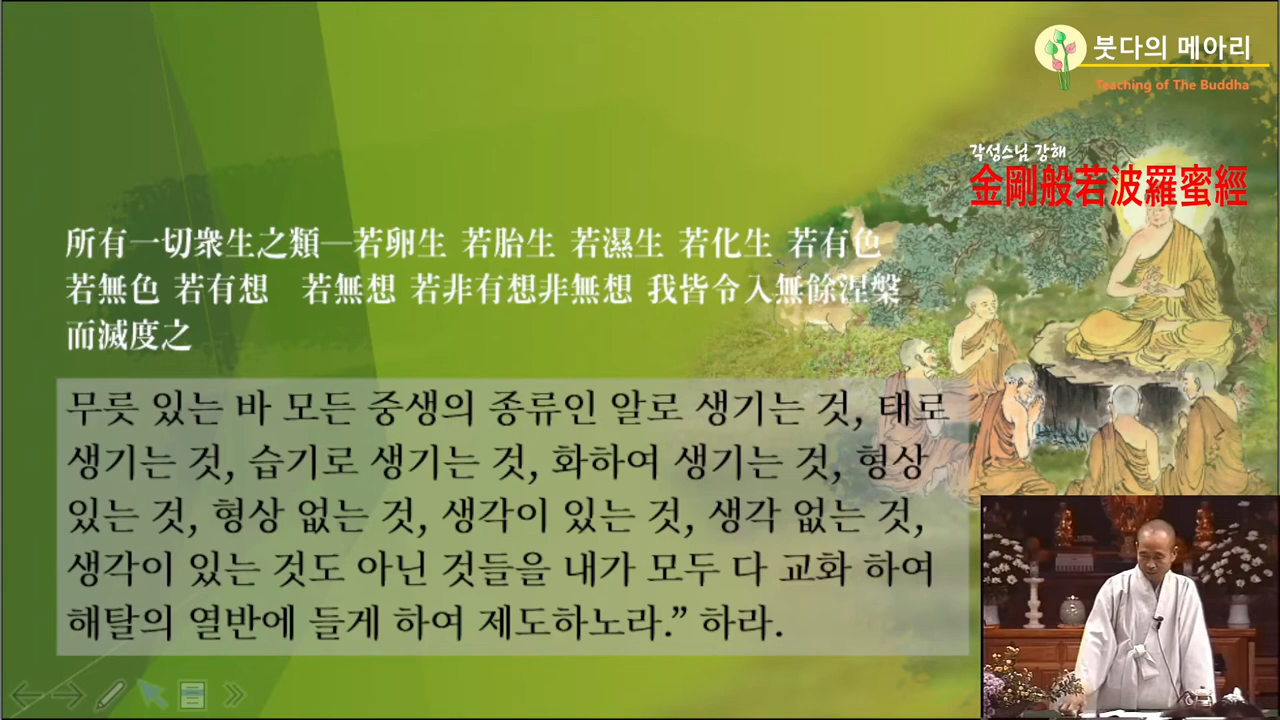 붓다의 메아리
Teaching of The Buddha
각성스님 강해
金剛般若波羅蜜經
所有一切衆生之類─若卵生 若胎生 若濕生 若化生 若有色
若無色 若有想 若無想 若非有想非無想 我皆令入無餘涅槃
而滅度之
무릇 있는 바 모든 중생의 종류인 알로 생기는 것, 태로
생기는 것, 습기로 생기는 것, 화하여 생기는 것, 형상
있는 것, 형상 없는 것, 생각이 있는 것, 생각 없는 것,
생각이 있는 것도 아닌 것들을 내가 모두 다 교화 하여
해탈의 열반에 들게 하여 제도하노라.” 하라.